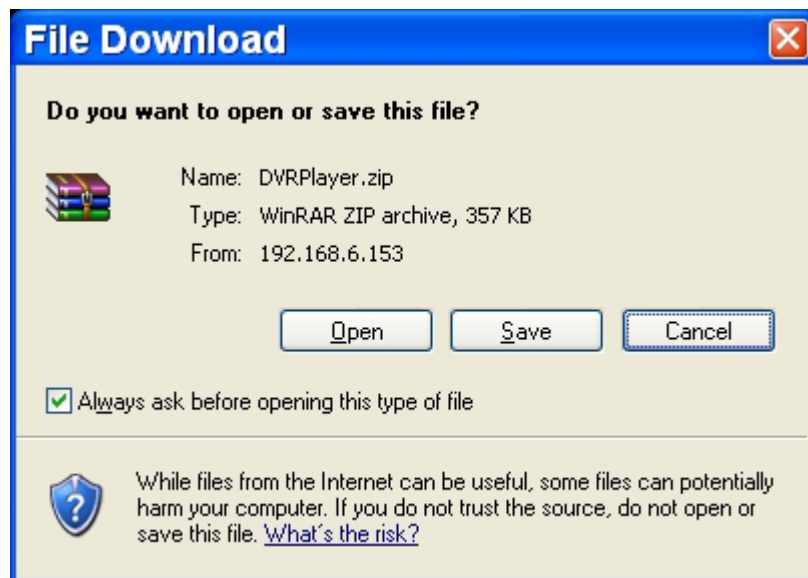 File Download
Do you want to open or save this file?
Name: DVRPlayer.zip
Type: WinRAR ZIP archive, 357 KB
From: 192.168.6.153
Open Save Cancel
Always ask before opening this type of file
While files from the Internet can be useful, some files can potentially
harm your computer. If you do not trust the source, do not open or
save this file. What's the risk?